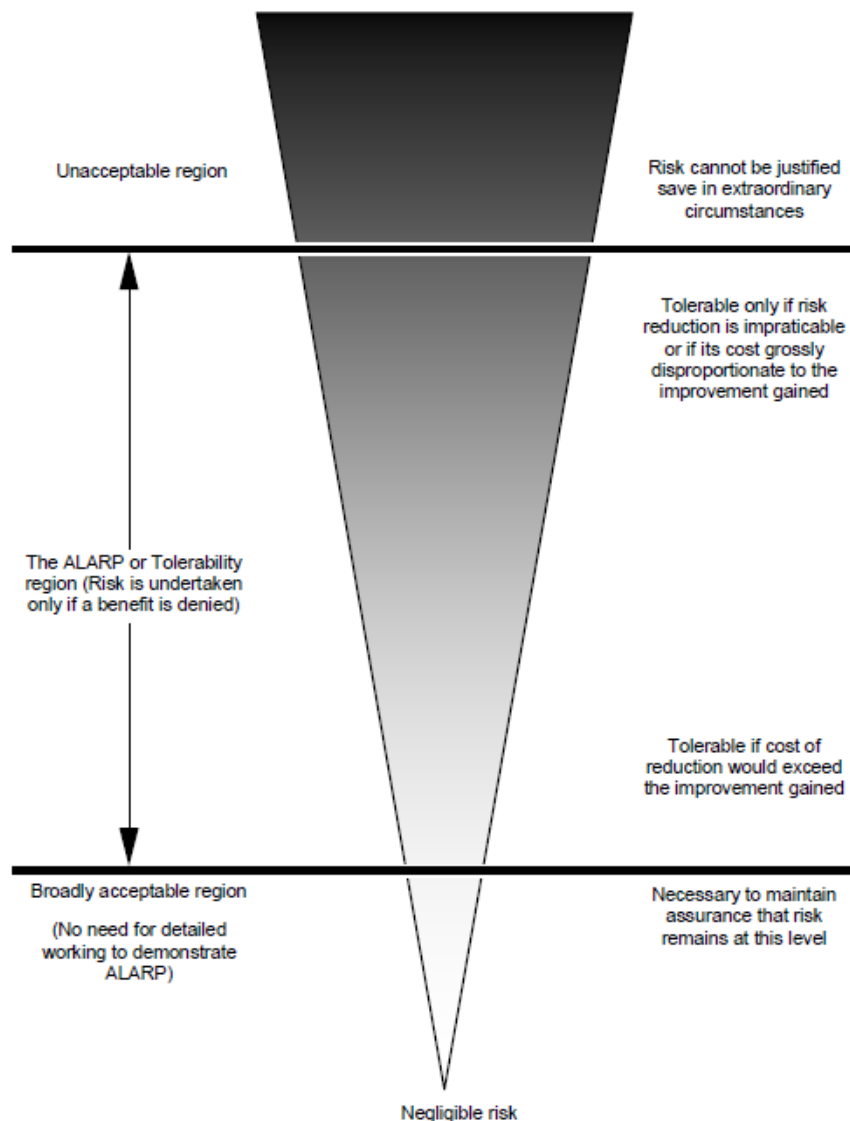 Unacceptable region
Risk cannot be justified
save in extraordinary
circumstances
Tolerable only if risk
reduction is impraticable
or if its cost grossly
disproportionate to the
improvement gained
The ALARP or Tolerability
region (Risk is undertaken
only if a benefit is denied)
Tolerable if cost of
reduction would exceed
the improvement gained
Broadly acceptable region
(No need for detailed
working to demonstrate
ALARP)
Necessary to maintain
assurance that risk
remains at this level
Negligible risk